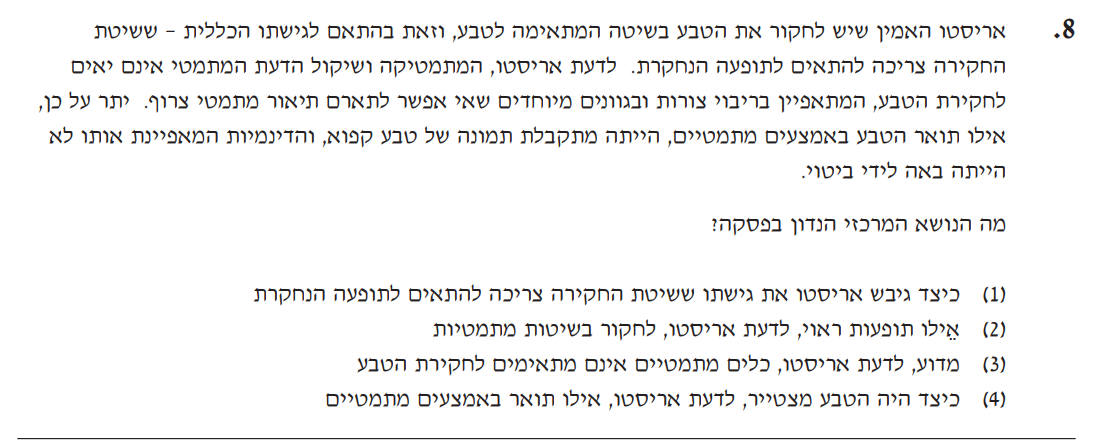 8. אריסטו האמין שיש לחקור את הטבע בשיטה המתאימה לטבע, וזאת בהתאם לגישתו הכללית – ששיטת
החקירה צריכה להתאים לתופעה הנחקרת. לדעת אריסטו, המתמטיקה ושיקול הדעת המתמטי אינם יאים
לחקירת הטבע, המתאפיין בריבוי צורות ובגוונים מיוחדים שאי אפשר לתארם תיאור מתמטי צרוף. יתר על כן,
אילו תואר הטבע באמצעים מתמטיים, הייתה מתקבלת תמונה של טבע קפוא, והדינמיות המאפיינת אותו לא
הייתה באה לידי ביטוי.
מה הנושא המרכזי הנדון בפסקה?
(1) כיצד גיבש אריסטו את גישתו ששיטת החקירה צריכה להתאים לתופעה הנחקרת
(2) אֵילו תופעות ראוי, לדעת אריסטו, לחקור בשיטות מתמטיות
(3) מדוע, לדעת אריסטו, כלים מתמטיים אינם מתאימים לחקירת הטבע
(4) כיצד היה הטבע מצטייר, לדעת אריסטו, אילו תואר באמצעים מתמטיים